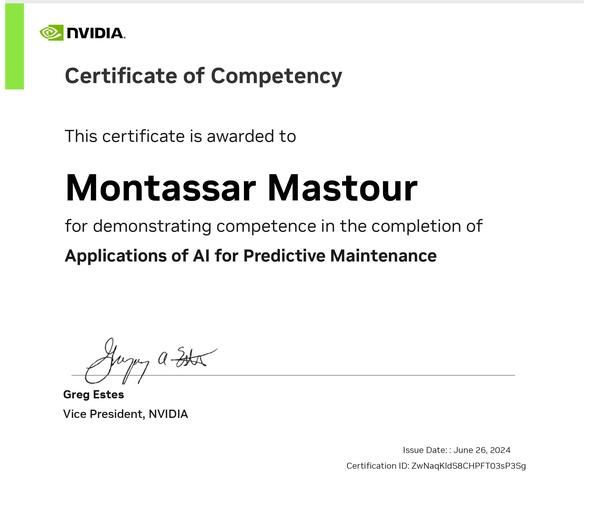 NVIDIA.
Certificate of Competency
This certificate is awarded to
Montassar Mastour
for demonstrating competence in the completion of
Applications of AI for Predictive Maintenance
Gregory A Estes
Greg Estes
Vice President, NVIDIA
Issue Date: : June 26, 2024
Certification ID: ZwNaqKIdS8CHPFT03sP3Sg